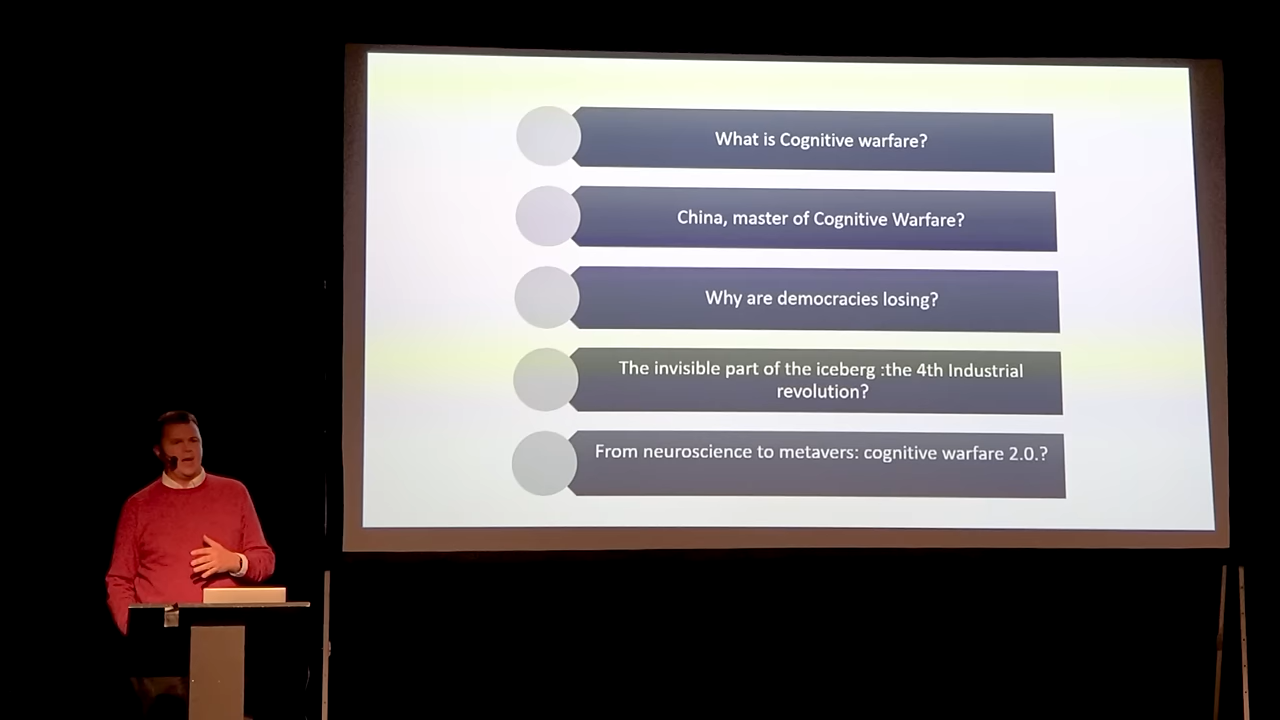 What is Cognitive warfare?
China, master of Cognitive Warfare?
Why are democracies losing?
The invisible part of the iceberg :the 4th Industrial
revolution?
From neuroscience to metavers: cognitive warfare 2.0.?